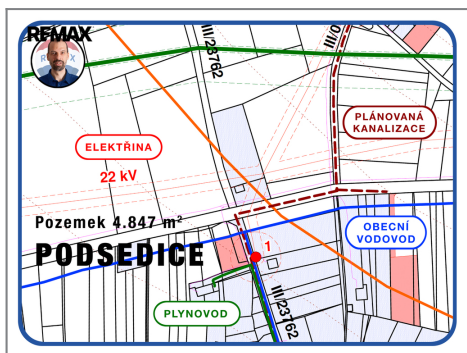 RE/MAX
III/23762
III/0
PLÁNOVANÁ
KANALIZACE
ELEKTŘINA
22 kV
Pozemek 4.847 m²
PODSEDICE
1
OBECNÍ
VODOVOD
PLYNOVOD
III/23762